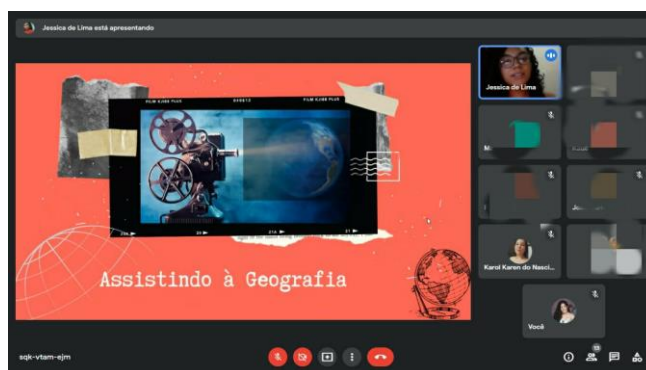 Jessica de Lima está apresentando
Jessica de Lima
Karol Karen do Nasci...
Você
Assistindo à Geografia
sqk-vtam-ejm